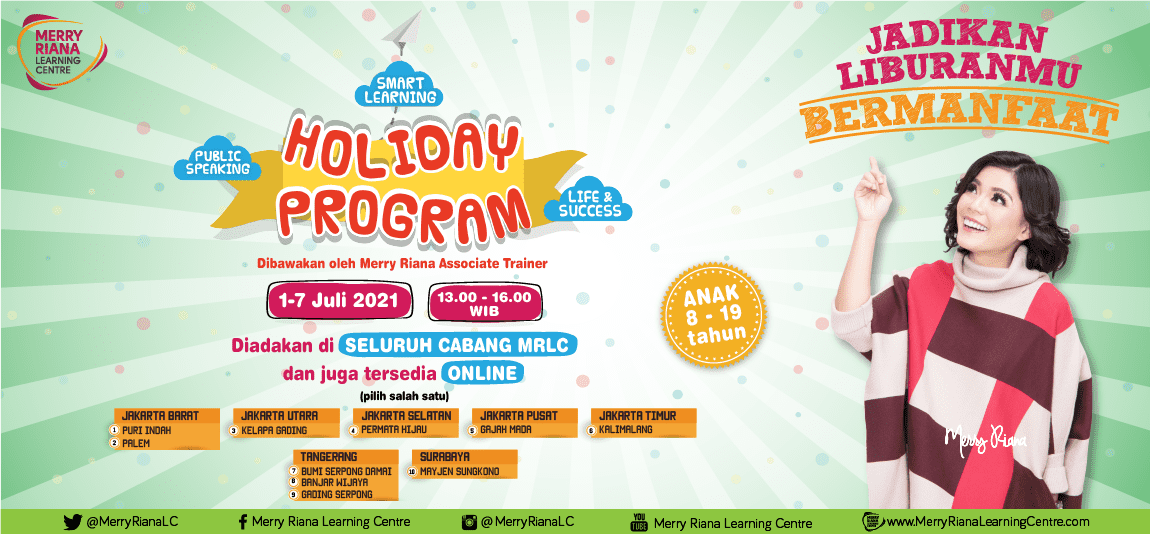 MERRY
RIANA
LEARNING
CENTRE
SMART
LEARNING
PUBLIC
SPEAKING
HOLIDAY
PROGRAM
LIFE &
SUCCESS
Dibawakan oleh Merry Riana Associate Trainer
1-7 Juli 2021
13.00 - 16.00
WIB
Diadakan di SELURUH CABANG MRLC
dan juga tersedia ONLINE
(pilih salah satu)
JADIKAN
LIBURANMU
BERMANFAAT
ANAK
8 - 19
tahun
Merry Riana
JAKARTA BARAT
1 PURI INDAH
2 PALEM
JAKARTA UTARA
3 KELAPA GADING
JAKARTA SELATAN
4 PERMATA HIJAU
JAKARTA PUSAT
5 GAJAH MADA
JAKARTA TIMUR
6 KALIMALANG
TANGERANG
7 BUMI SERPONG DAMAI
8 BANJAR WIJAYA
9 GADING SERPONG
SURABAYA
10 MAYJEN SUNGKONO
@MerryRianaLC
Merry Riana Learning Centre
@MerryRianaLC
YOU
TUBE
Merry Riana Learning Centre
MERRY
RIANA
www.MerryRianaLearningCentre.com